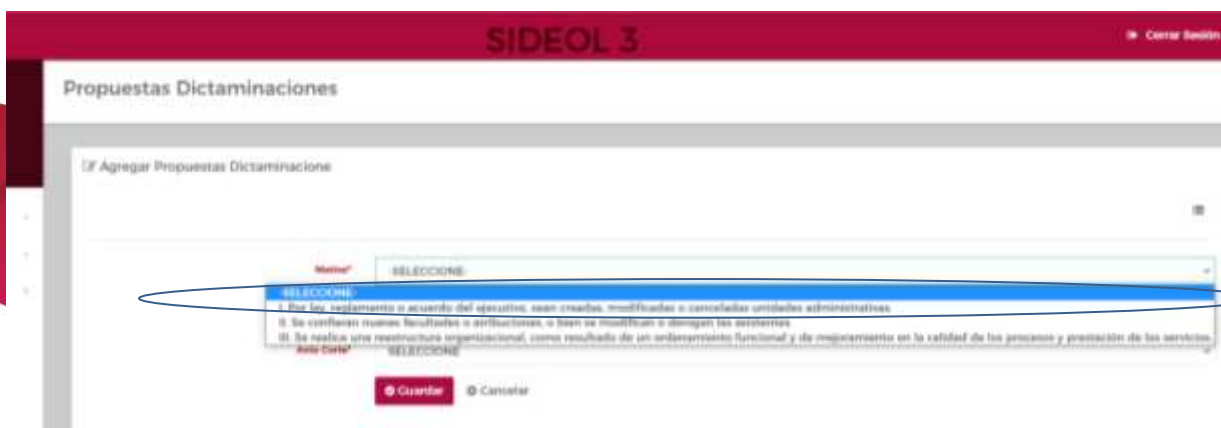 SIDEOL 3
Cerrar Sesión
Propuestas Dictaminaciones
Agregar Propuestas Dictaminacione
Motivo* -SELECCIONE-
-SELECCIONE-
I. Por ley, reglamento o acuerdo del ejecutivo, sean creadas, modificadas o canceladas unidades administrativas
II. Se confieran nuevas facultades o atribuciones, o bien se modifican o derogan las existentes
III. Se realice una reestructura organizacional, como resultado de un ordenamiento funcional y de mejoramiento en la calidad de los procesos y prestación de los servicios
Corte* SELECCIONE
Guardar Cancelar